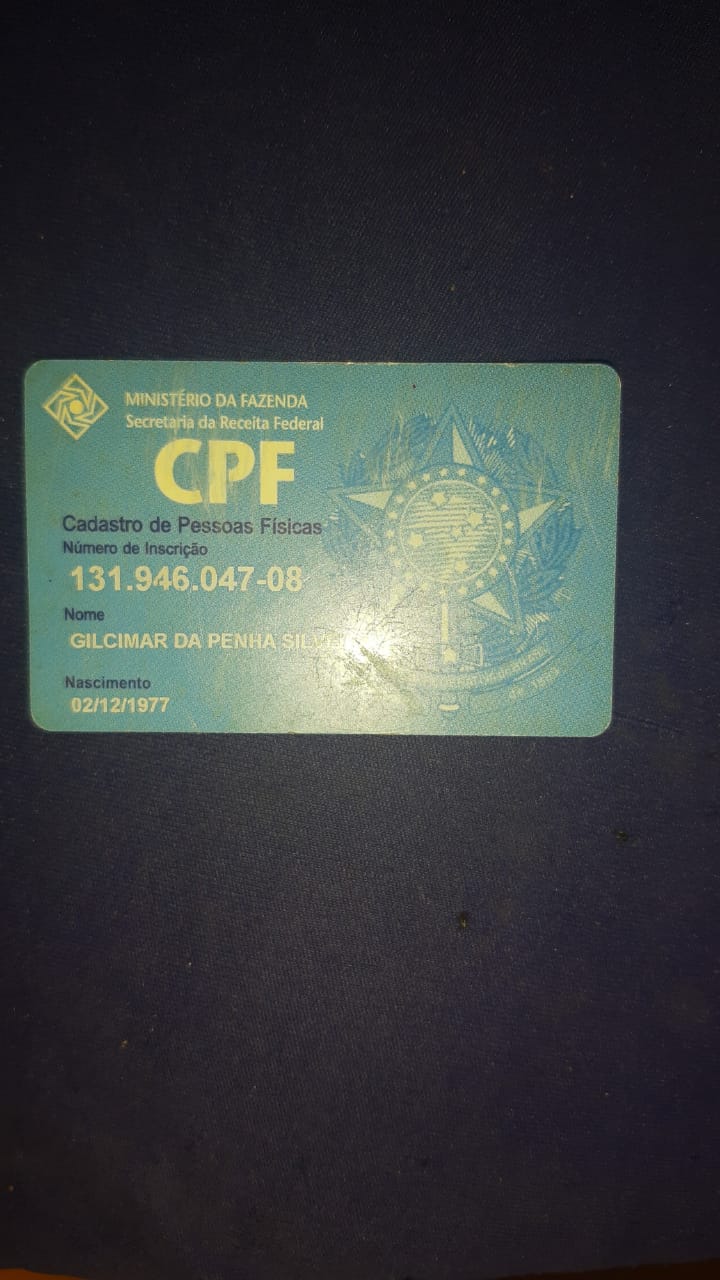 MINISTÉRIO DA FAZENDA
Secretaria da Receita Federal
CPF
Cadastro de Pessoas Físicas
Número de Inscrição
131.946.047-08
Nome
GILCIMAR DA PENHA
Nascimento
02/12/1977